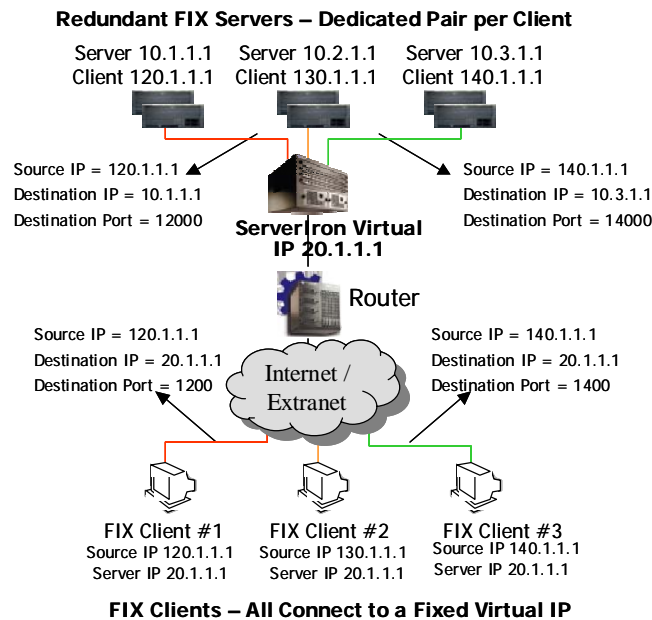 Redundant FIX Servers – Dedicated Pair per Client
Server 10.1.1.1
Client 120.1.1.1
Server 10.2.1.1
Client 130.1.1.1
Server 10.3.1.1
Client 140.1.1.1
Source IP = 120.1.1.1
Destination IP = 10.1.1.1
Destination Port = 12000
Source IP = 140.1.1.1
Destination IP = 10.3.1.1
Destination Port = 14000
ServerIron Virtual
IP 20.1.1.1
Router
Source IP = 120.1.1.1
Destination IP = 20.1.1.1
Destination Port = 1200
Source IP = 140.1.1.1
Destination IP = 20.1.1.1
Destination Port = 1400
Internet /
Extranet
FIX Client #1
Source IP 120.1.1.1
Server IP 20.1.1.1
FIX Client #2
Source IP 130.1.1.1
Server IP 20.1.1.1
FIX Client #3
Source IP 140.1.1.1
Server IP 20.1.1.1
FIX Clients – All Connect to a Fixed Virtual IP